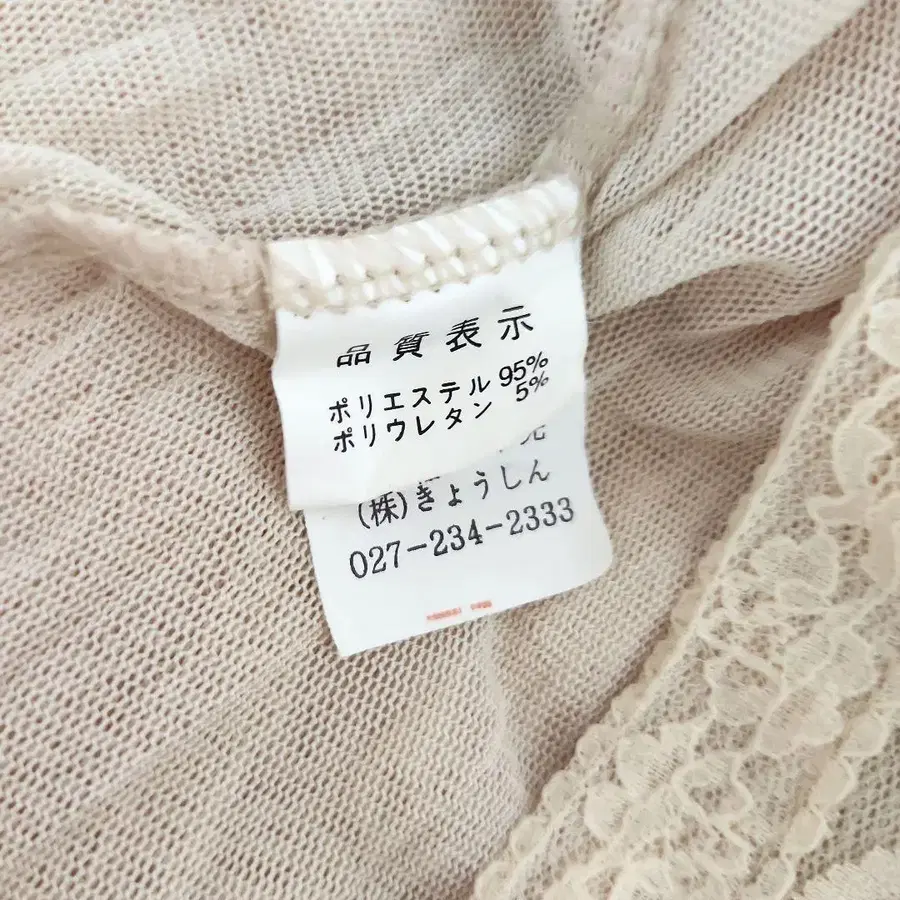 品質表示
ポリエステル 95%
ポリウレタン 5%
(株)きょうしん
027-234-2333